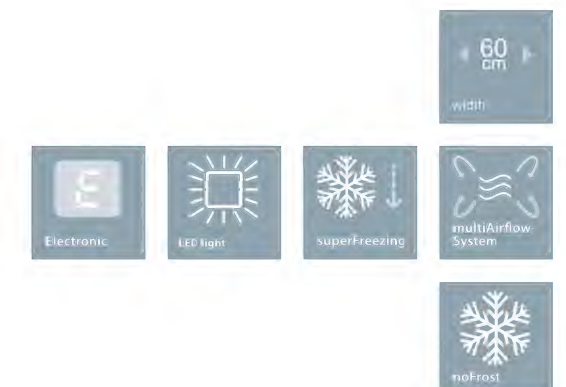 60
cm
width
E
Electronic
LED light
superFreezing
multiAirflow
System
noFrost